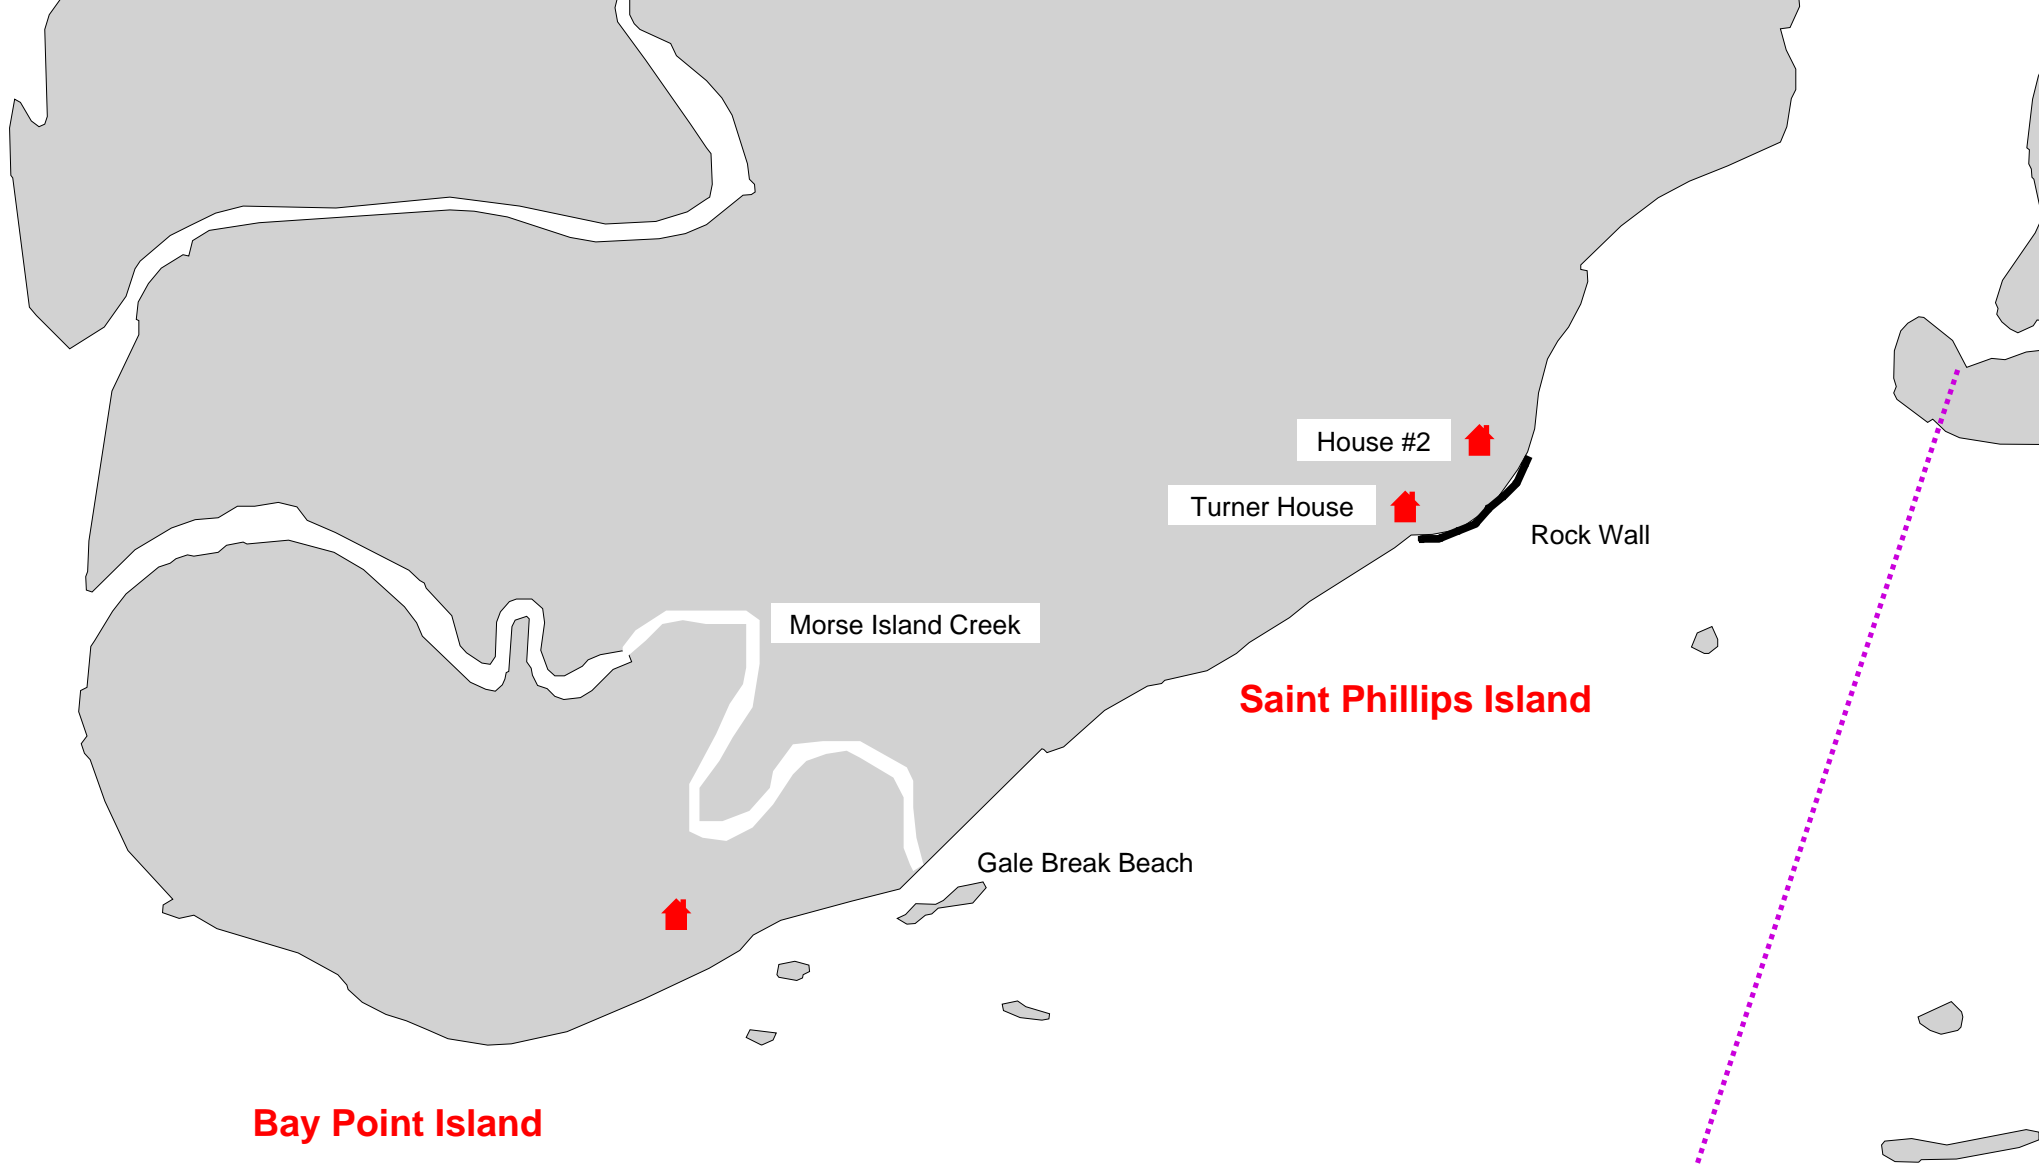 House #2
Turner House
Rock Wall
Morse Island Creek
Saint Phillips Island
Gale Break Beach
Bay Point Island